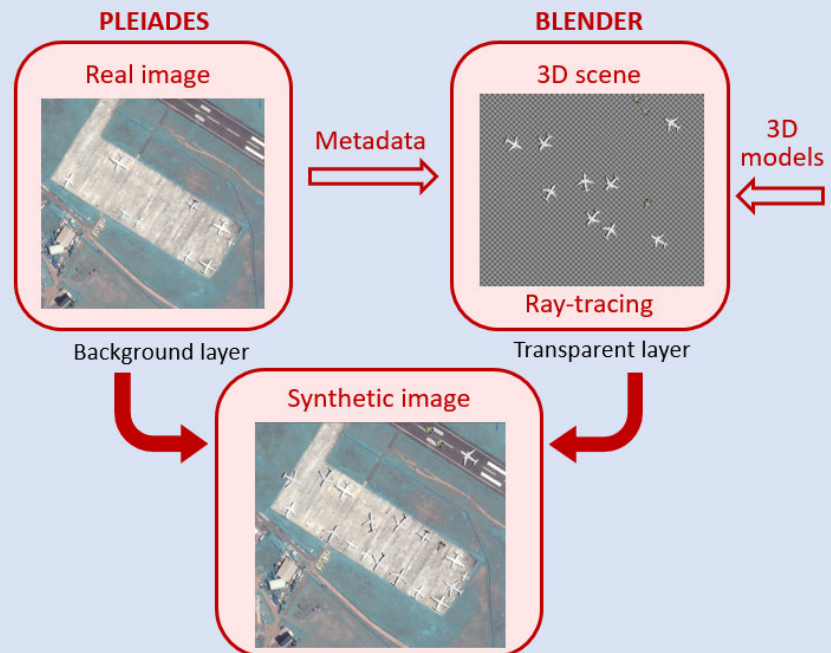 PLEIADES
BLENDER
Real image
Metadata
3D scene
3D
models
Ray-tracing
Background layer
Transparent layer
Synthetic image